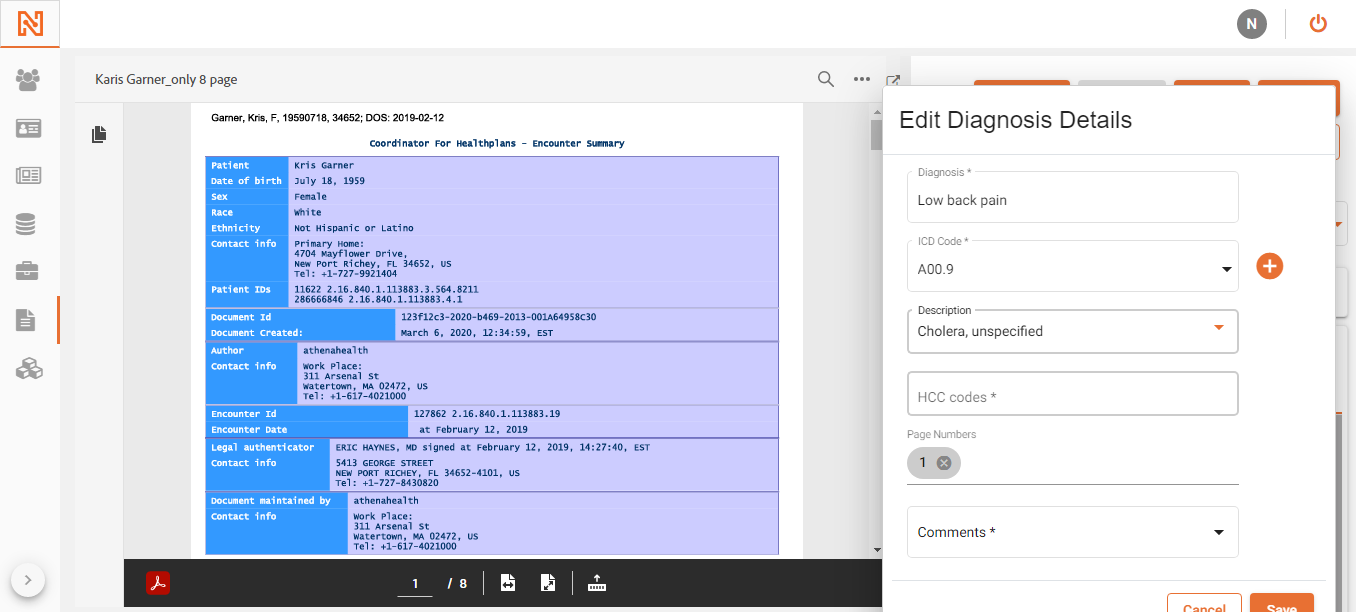 N
N
Karis Garner_only 8 page
Garner, Kris, F, 19590718, 34652; DOS: 2019-02-12
Coordinator For Healthplans - Encounter Summary
Patient Kris Garner
Date of birth July 18, 1959
Sex Female
Race White
Ethnicity Not Hispanic or Latino
Contact info Primary Home:
4704 Mayflower Drive,
New Port Richey, FL 34652, US
Tel: +1-727-9921404
Patient IDs 11622 2.16.840.1.113883.3.564.8211
286666846 2.16.840.1.113883.4.1
Document Id 123f12c3-2020-b469-2013-001A64958C30
Document Created: March 6, 2020, 12:34:59, EST
Author athenahealth
Contact info Work Place:
311 Arsenal St
Watertown, MA 02472, US
Tel: +1-617-4021000
Encounter Id 127862 2.16.840.1.113883.19
Encounter Date at February 12, 2019
Legal authenticator ERIC HAYNES, MD signed at February 12, 2019, 14:27:40, EST
Contact info 5413 GEORGE STREET
NEW PORT RICHEY, FL 34652-4101, US
Tel: +1-727-8430820
Document maintained by athenahealth
Contact info Work Place:
311 Arsenal St
Watertown, MA 02472, US
Tel: +1-617-4021000
1 / 8
Edit Diagnosis Details
Diagnosis *
Low back pain
ICD Code *
A00.9
Description
Cholera, unspecified
HCC codes *
Page Numbers
1
Comments *
Cancel Save